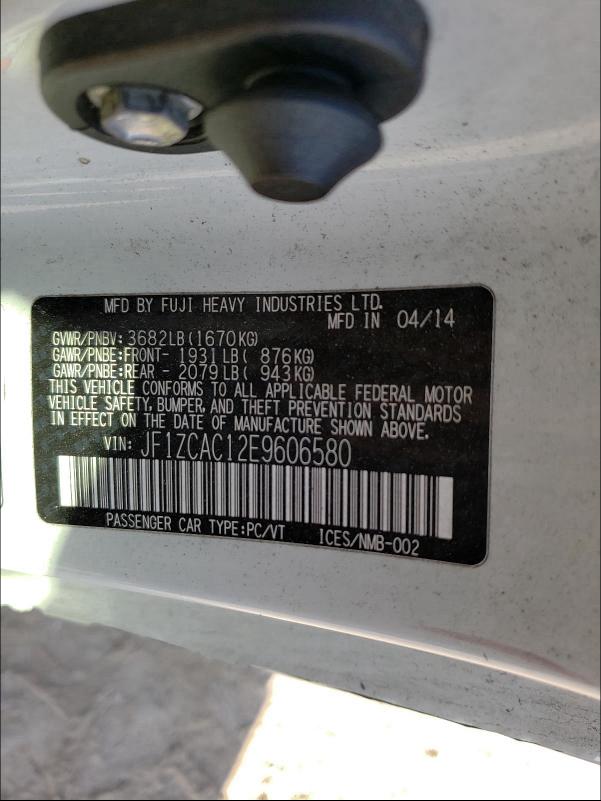 MFD BY FUJI HEAVY INDUSTRIES LTD.
MFD IN 04/14
GVWR/PNBV: 3682LB(1670KG)
GAWR/PNBE:FRONT- 1931LB( 876KG)
GAWR/PNBE:REAR - 2079LB( 943KG)
THIS VEHICLE CONFORMS TO ALL APPLICABLE FEDERAL MOTOR
VEHICLE SAFETY, BUMPER, AND THEFT PREVENTION STANDARDS
IN EFFECT ON THE DATE OF MANUFACTURE SHOWN ABOVE.
VIN: JF1ZCAC12E9606580
PASSENGER CAR TYPE:PC/VT ICES/NMB-002